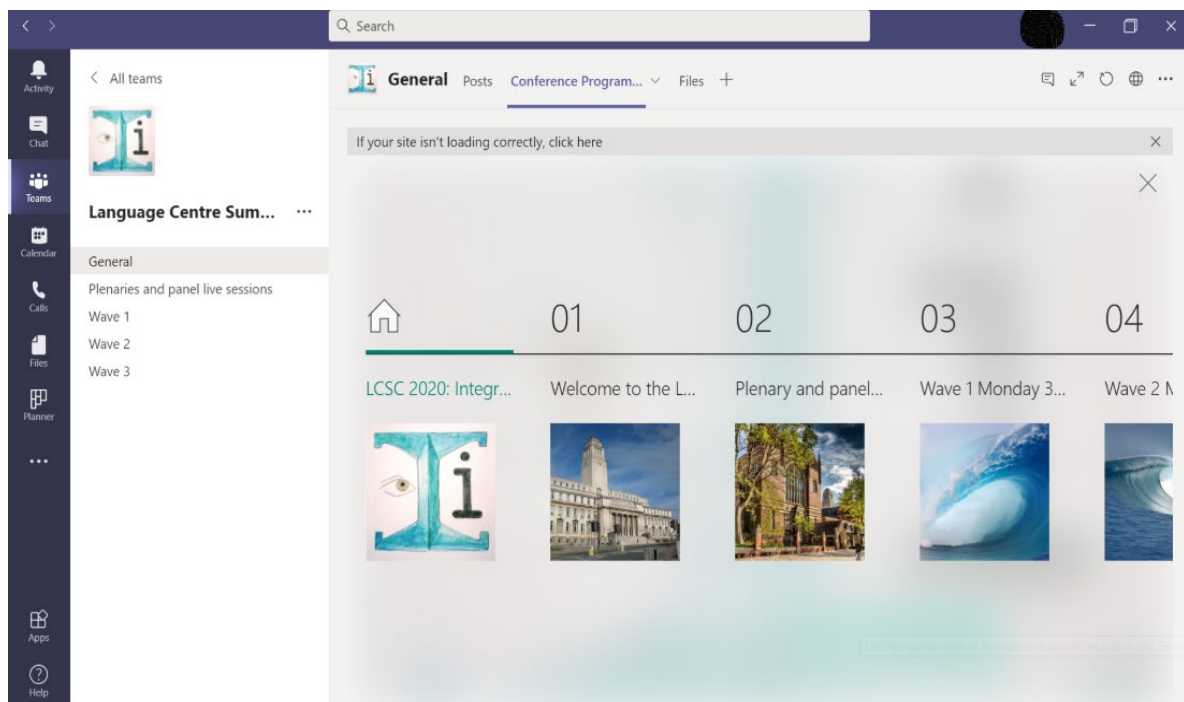 Search
Activity
Chat
Teams
Calendar
Calls
Files
Planner
Apps
Help
All teams
i
Language Centre Sum... ...
General
Plenaries and panel live sessions
Wave 1
Wave 2
Wave 3
i General Posts Conference Program... Files +
If your site isn't loading correctly, click here
01 02 03 04
LCSC 2020: Integr... Welcome to the L... Plenary and panel... Wave 1 Monday 3... Wave 2 M
i